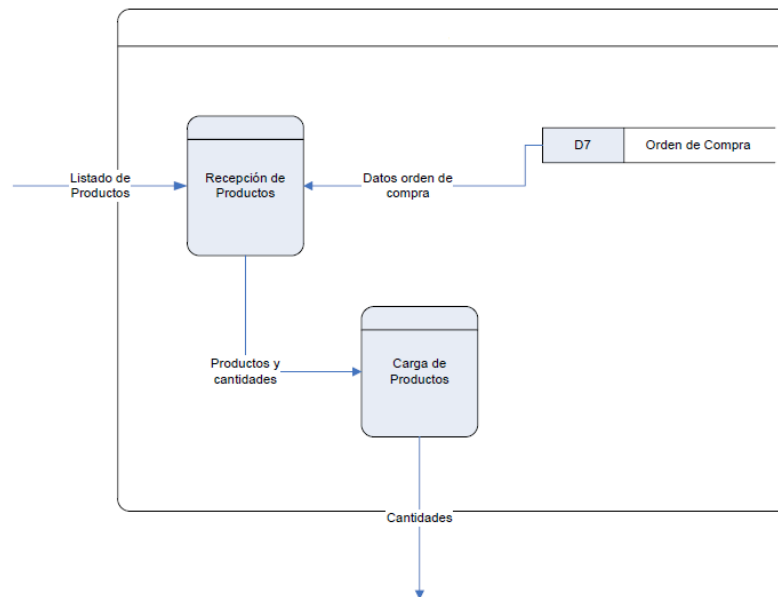 D7
Orden de Compra
Listado de
Productos
Recepción de
Productos
Datos orden de
compra
Productos y
cantidades
Carga de
Productos
Cantidades